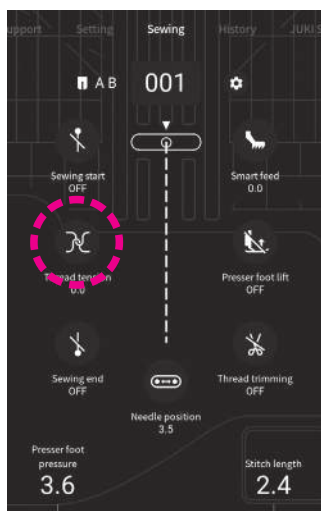 upport Setting Sewing History JUKI S
A B 001
Sewing start
OFF
Smart feed
0.0
Thread tension
0.0
Presser foot lift
OFF
Sewing end
OFF
Thread trimming
OFF
Needle position
3.5
Presser foot
pressure
3.6
Stitch length
2.4